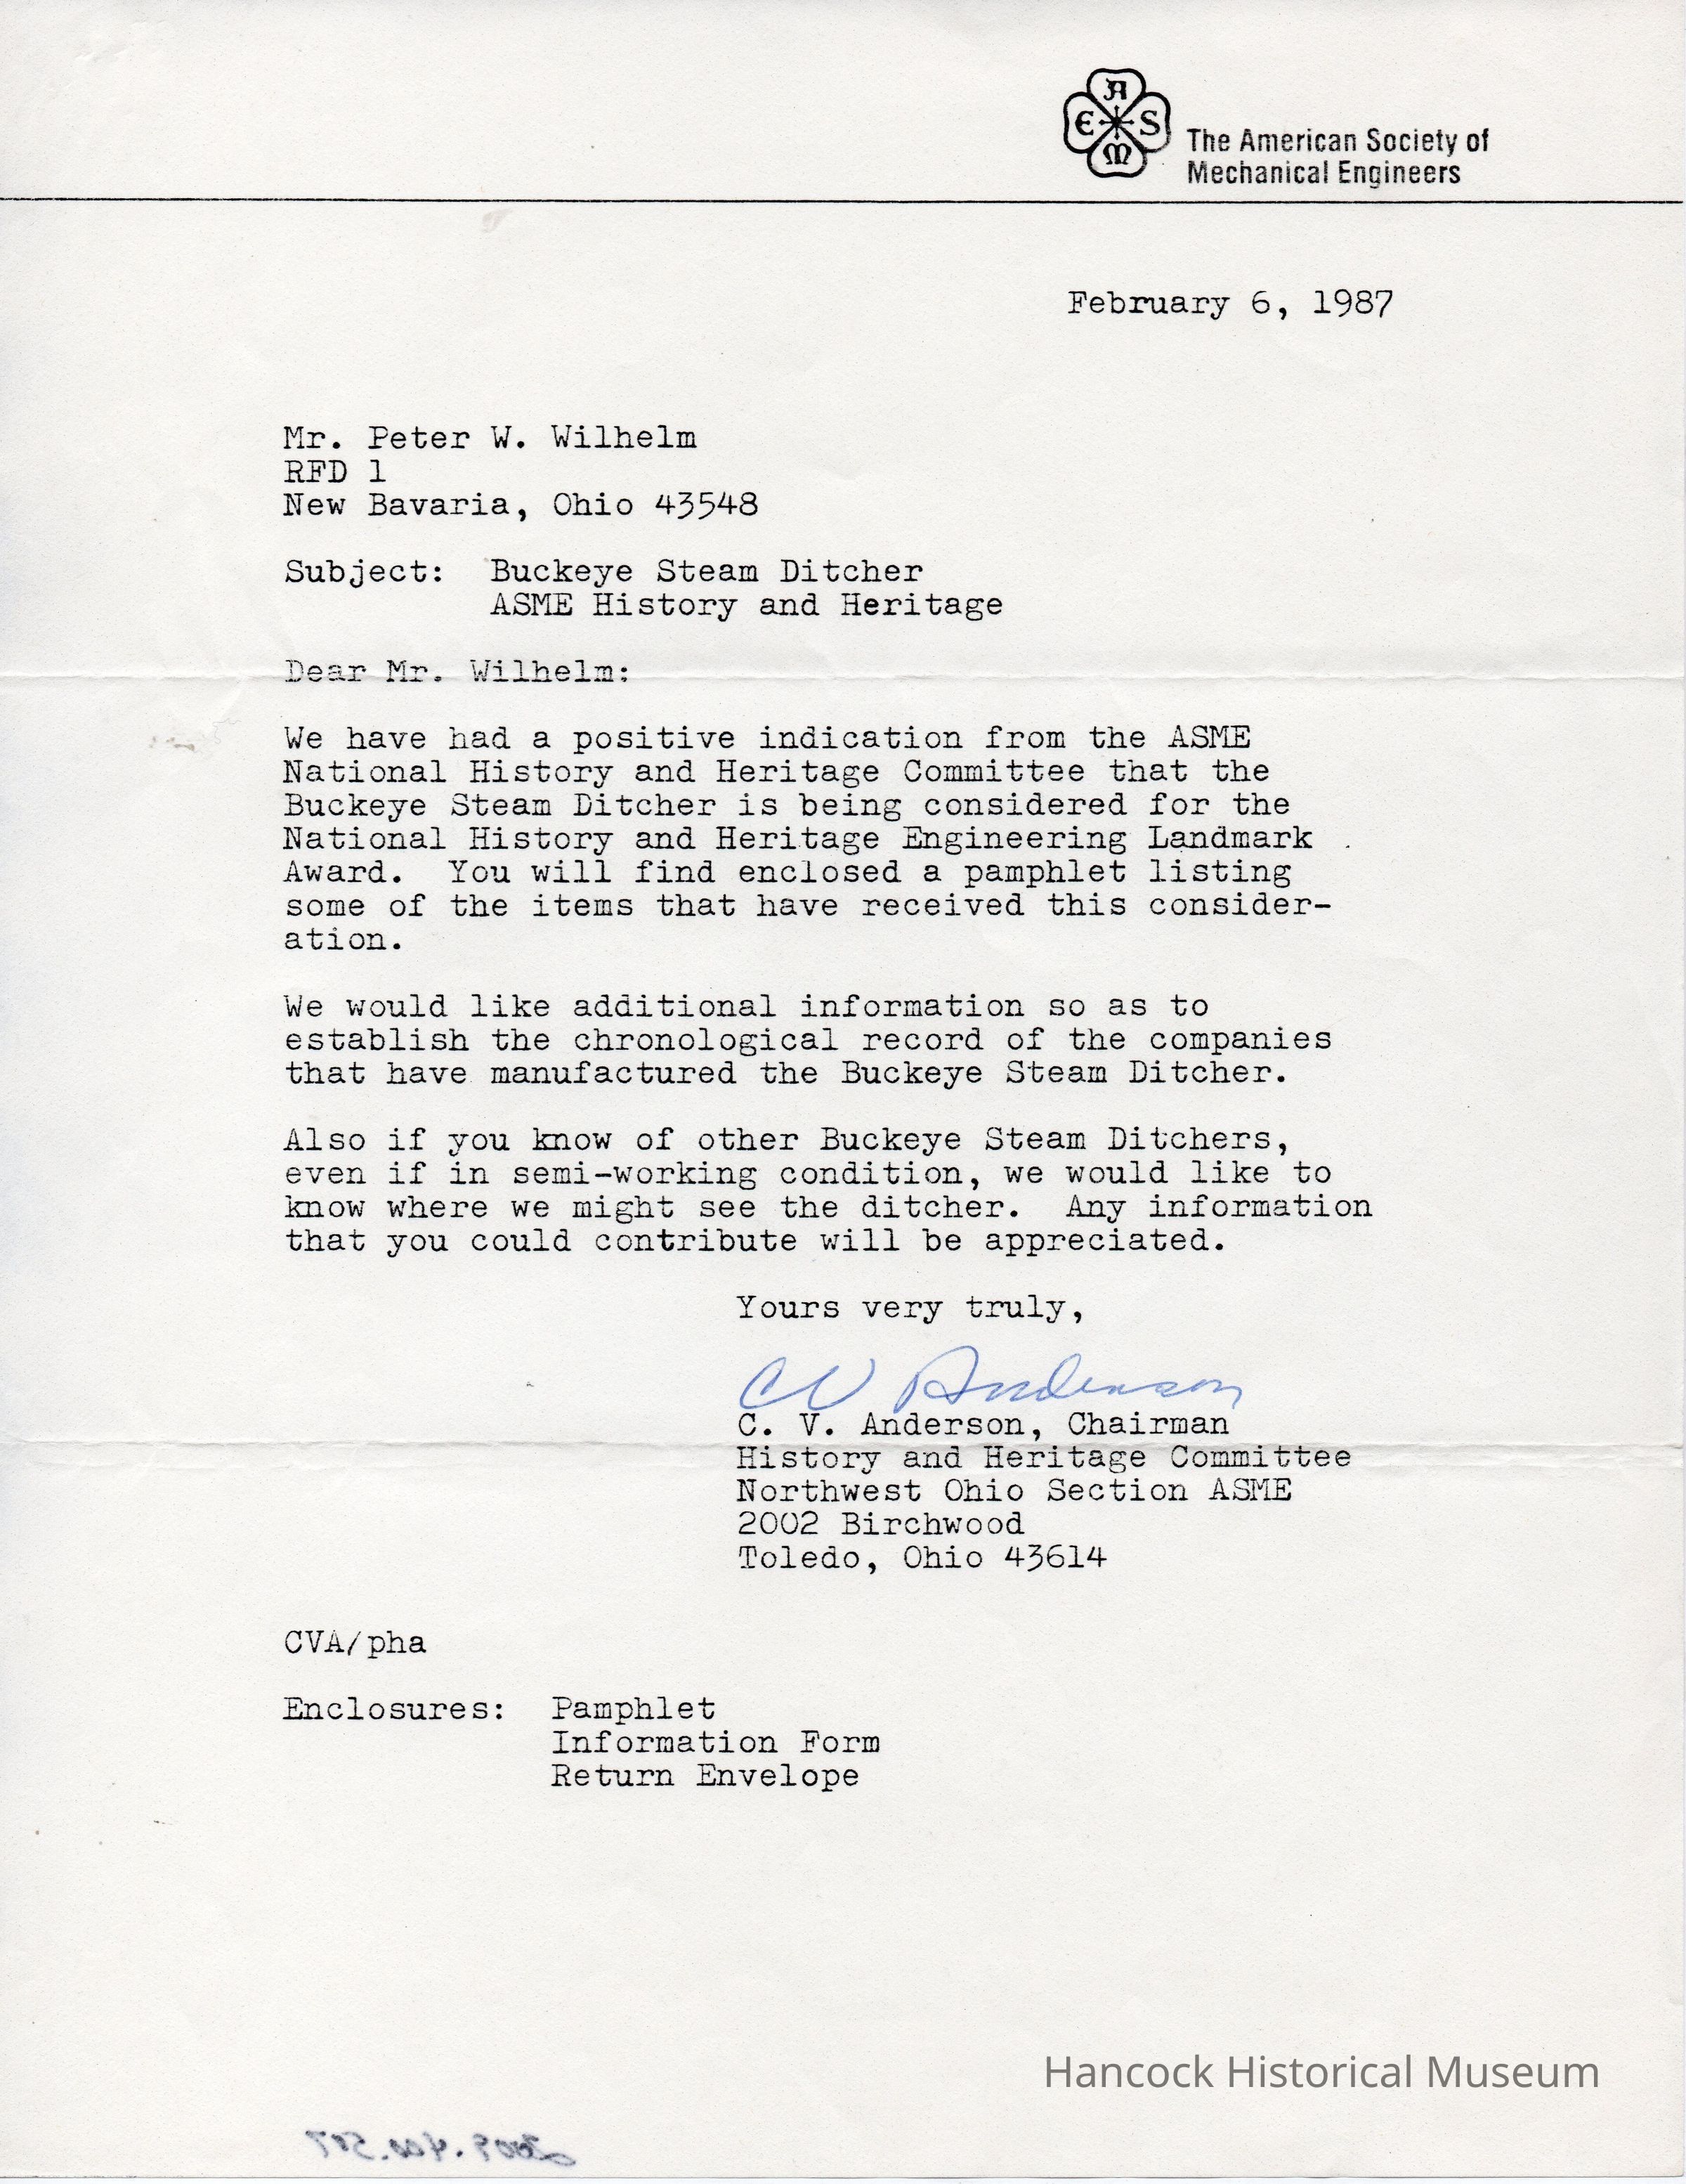 A
E S
M
The American Society of
Mechanical Engineers
February 6, 1987
Mr. Peter W. Wilhelm
RFD 1
New Bavaria, Ohio 43548
Subject: Buckeye Steam Ditcher
ASME History and Heritage
Dear Mr. Wilhelm:
We have had a positive indication from the ASME
National History and Heritage Committee that the
Buckeye Steam Ditcher is being considered for the
National History and Heritage Engineering Landmark
Award. You will find enclosed a pamphlet listing
some of the items that have received this consider-
ation.
We would like additional information so as to
establish the chronological record of the companies
that have manufactured the Buckeye Steam Ditcher.
Also if you know of other Buckeye Steam Ditchers,
even if in semi-working condition, we would like to
know where we might see the ditcher. Any information
that you could contribute will be appreciated.
Yours very truly,
CV Anderson
C. V. Anderson, Chairman
History and Heritage Committee
Northwest Ohio Section ASME
2002 Birchwood
Toledo, Ohio 43614
CVA/pha
Enclosures: Pamphlet
Information Form
Return Envelope
Hancock Historical Museum